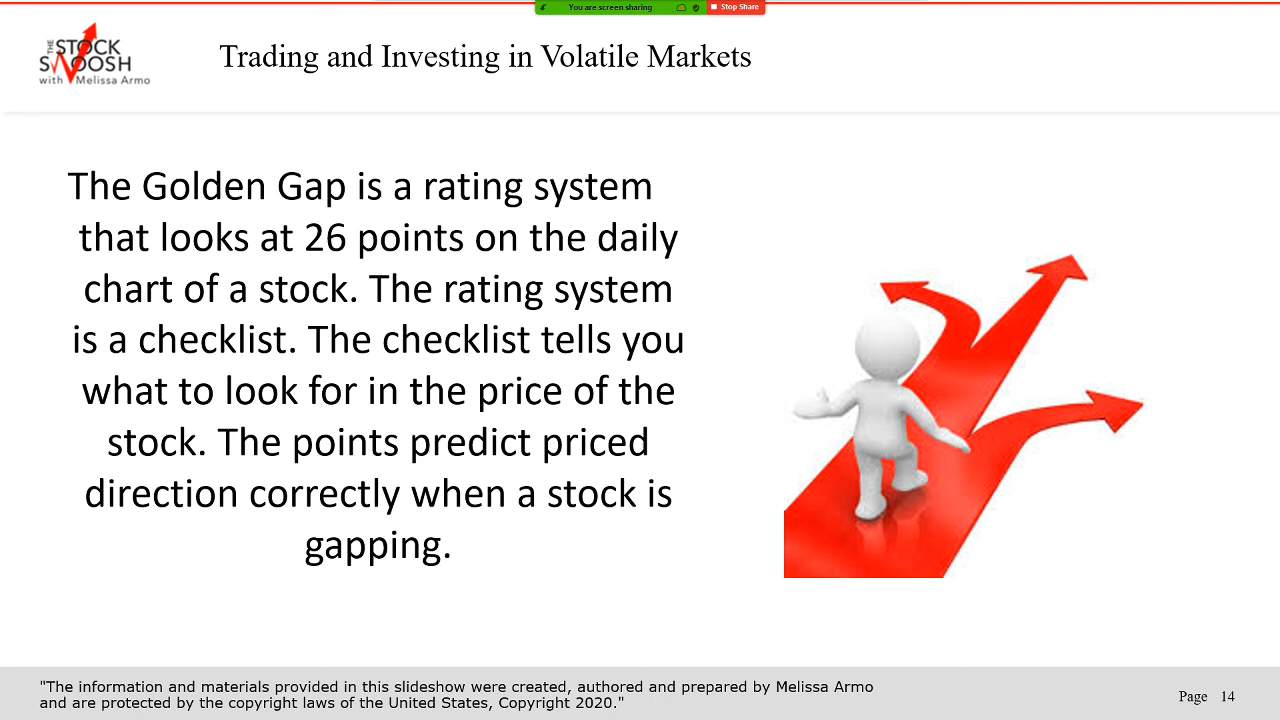 You are screen sharing
Stop Share
THE STOCK
SWOOSH
with Melissa Armo
Trading and Investing in Volatile Markets
The Golden Gap is a rating system
that looks at 26 points on the daily
chart of a stock. The rating system
is a checklist. The checklist tells you
what to look for in the price of the
stock. The points predict priced
direction correctly when a stock is
gapping.
"The information and materials provided in this slideshow were created, authored and prepared by Melissa Armo
and are protected by the copyright laws of the United States, Copyright 2020."
Page 14